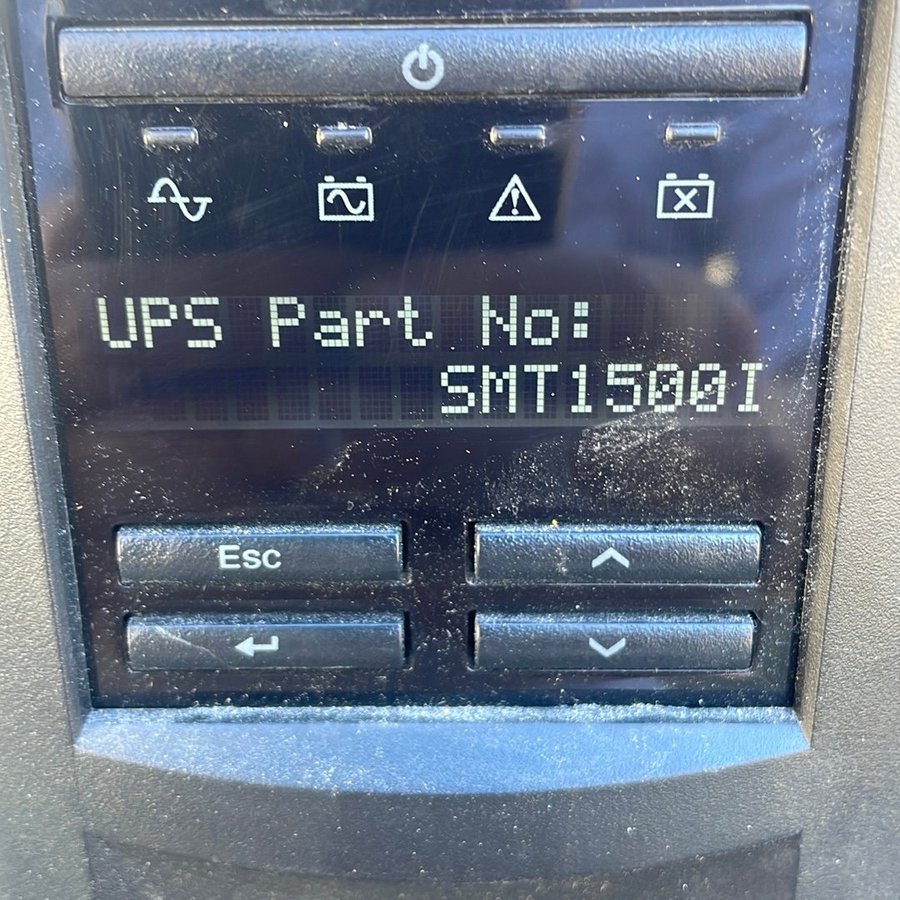 UPS Part No:
SMT1500I
Esc